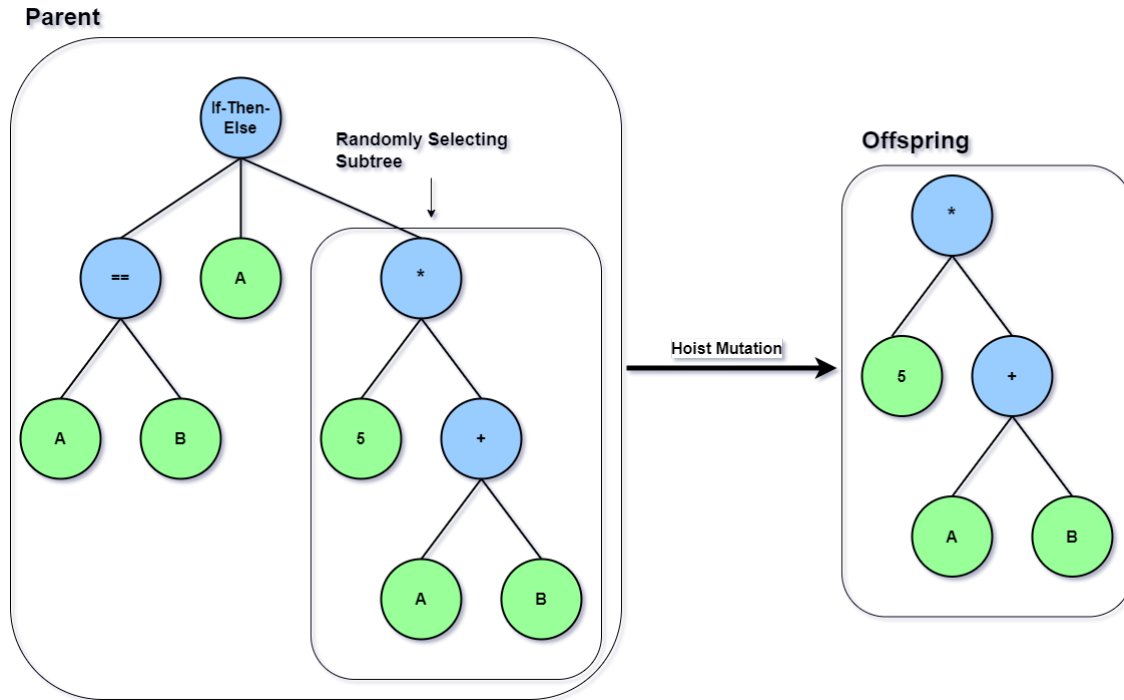 Parent
If-Then-
Else
Randomly Selecting
Subtree
==
A
*
A
B
5
+
A
B
Hoist Mutation
Offspring
*
5
+
A
B